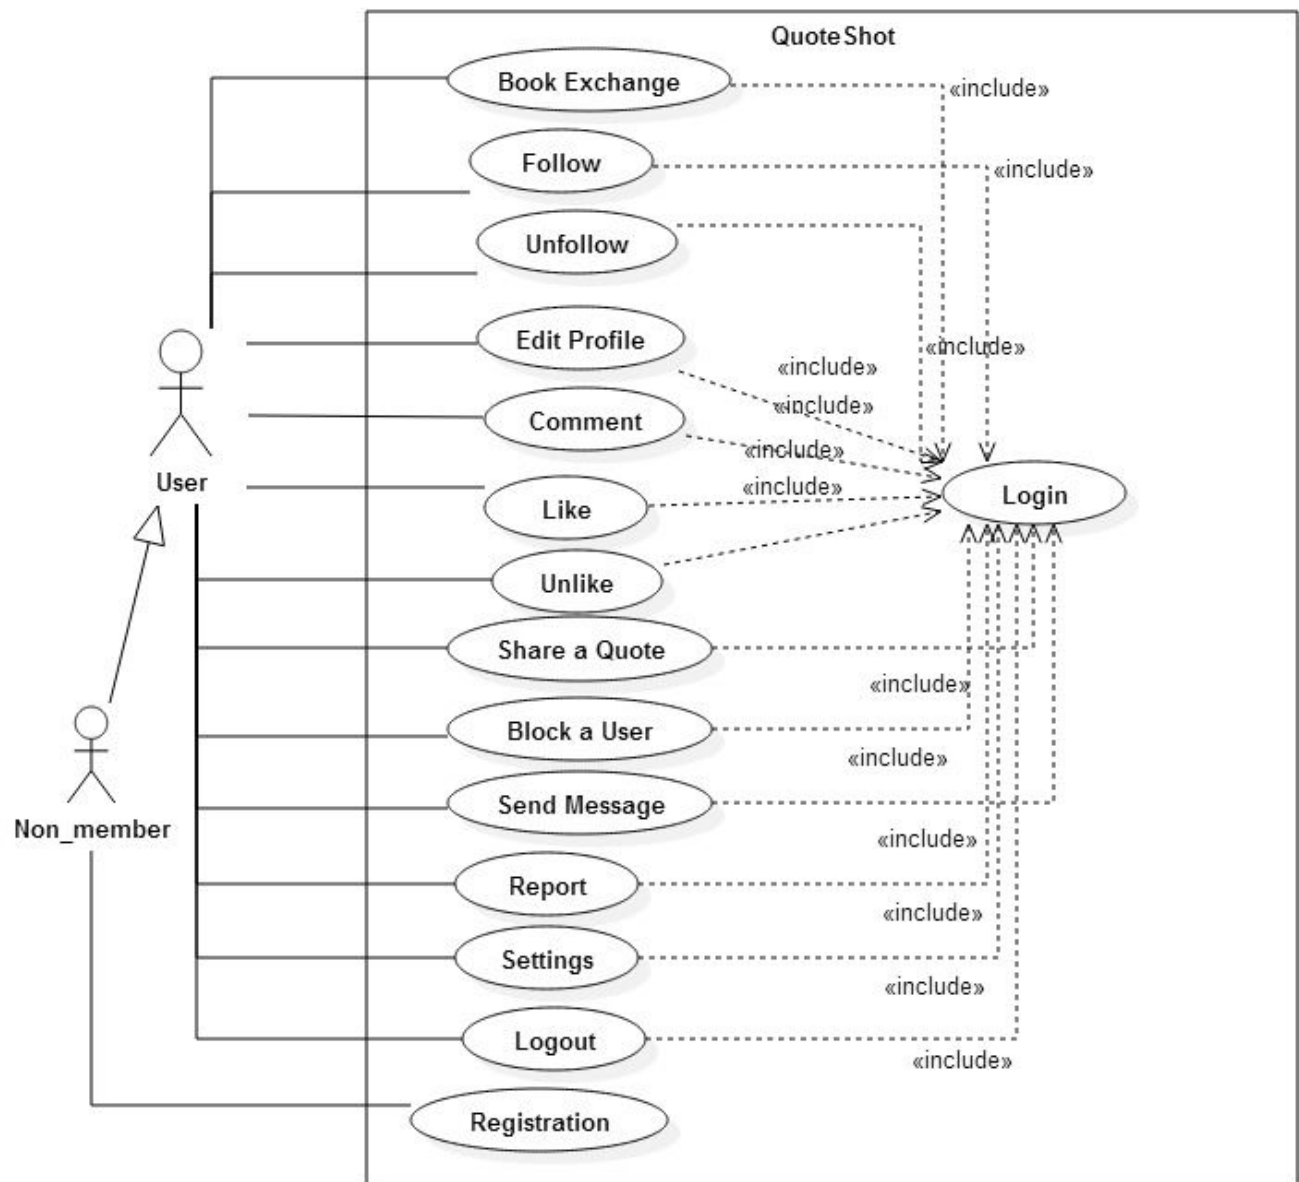 QuoteShot
Book Exchange
«include»
Follow
«include»
Unfollow
Edit Profile
«include»
«include»
Comment
«include»
«include»
User
Like
«include»
Login
Unlike
Share a Quote
«include»
Block a User
«include»
Send Message
Non_member
«include»
Report
«include»
Settings
«include»
Logout
«include»
Registration